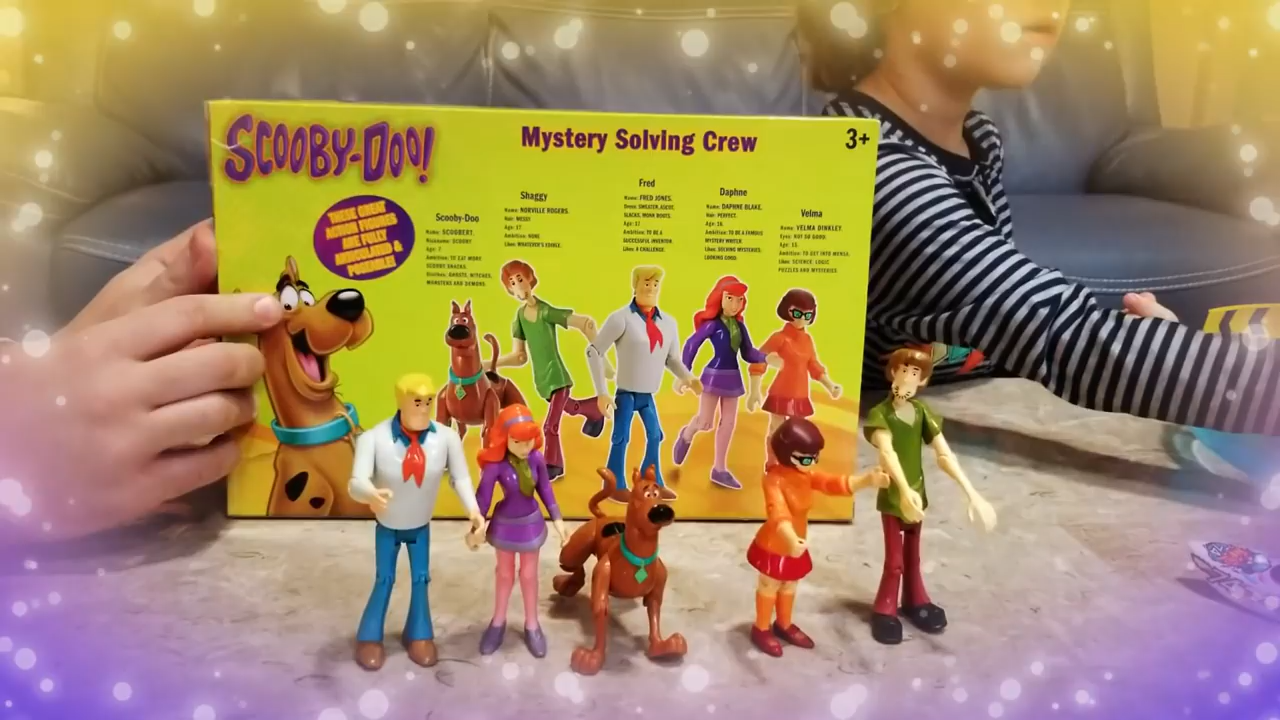 SCOOBY-DOO!
Mystery Solving Crew
3+
THESE GREAT
ACTION FIGURES
ARE FULLY
ARTICULATED &
POSEABLE!
Scooby-Doo
Name: SCOOBERT.
Nickname: SCOOBY
Age: 7
Ambition: TO EAT MORE
SCOOBY SNACKS.
Dislikes: GHOSTS, WITCHES,
MONSTERS AND DEMONS.
Shaggy
Name: NORVILLE ROGERS.
Hair: MESSY
Age: 17
Ambition: NONE
Likes: WHATEVER'S EDIBLE.
Fred
Name: FRED JONES.
Dress: SWEATER, ASCOT,
SLACKS, MONK BOOTS.
Age: 17
Ambition: TO BE A
SUCCESSFUL INVENTOR.
Likes: A CHALLENGE.
Daphne
Name: DAPHNE BLAKE.
Hair: PERFECT.
Age: 16
Ambition: TO BE A FAMOUS
MYSTERY WRITER.
Likes: SOLVING MYSTERIES,
LOOKING GOOD.
Velma
Name: VELMA DINKLEY.
Eyes: NOT SO GOOD.
Age: 15
Ambition: TO GET INTO MENSA.
Likes: SCIENCE, LOGIC
PUZZLES AND MYSTERIES